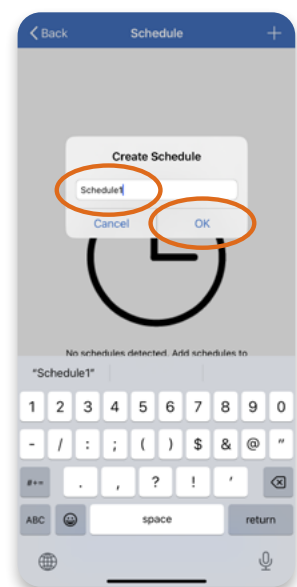 Back Schedule +
Create Schedule
Schedule1
Cancel OK
No schedules detected. Add schedules to
"Schedule1"
1 2 3 4 5 6 7 8 9 0
- / : ; ( ) $ & @ "
#+= . , ? ! '
ABC space return